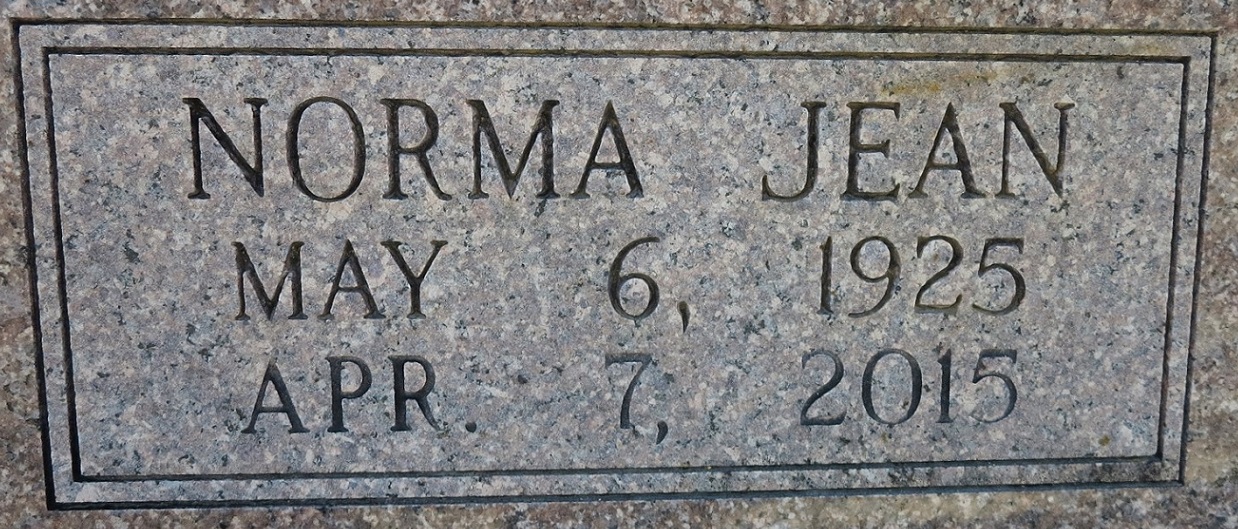 NORMA JEAN
MAY 6, 1925
APR. 7, 2015